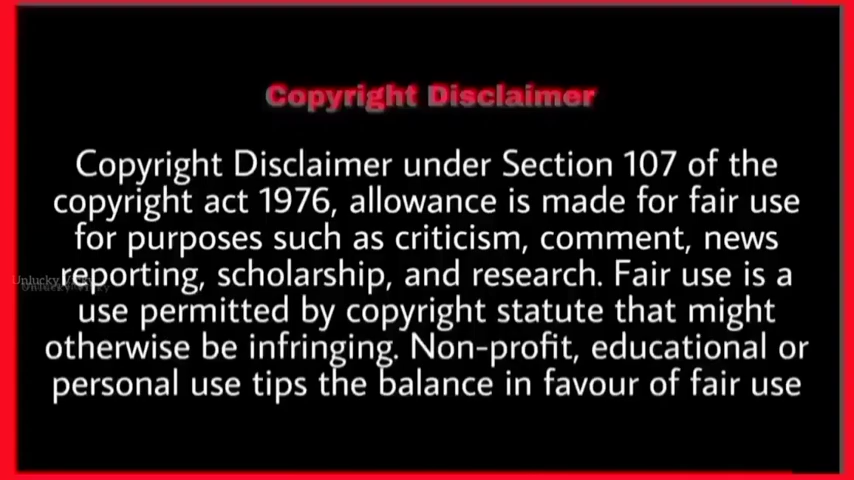 Copyright Disclaimer
Copyright Disclaimer under Section 107 of the
copyright act 1976, allowance is made for fair use
for purposes such as criticism, comment, news
reporting, scholarship, and research. Fair use is a
use permitted by copyright statute that might
otherwise be infringing. Non-profit, educational or
personal use tips the balance in favour of fair use
Unlucky